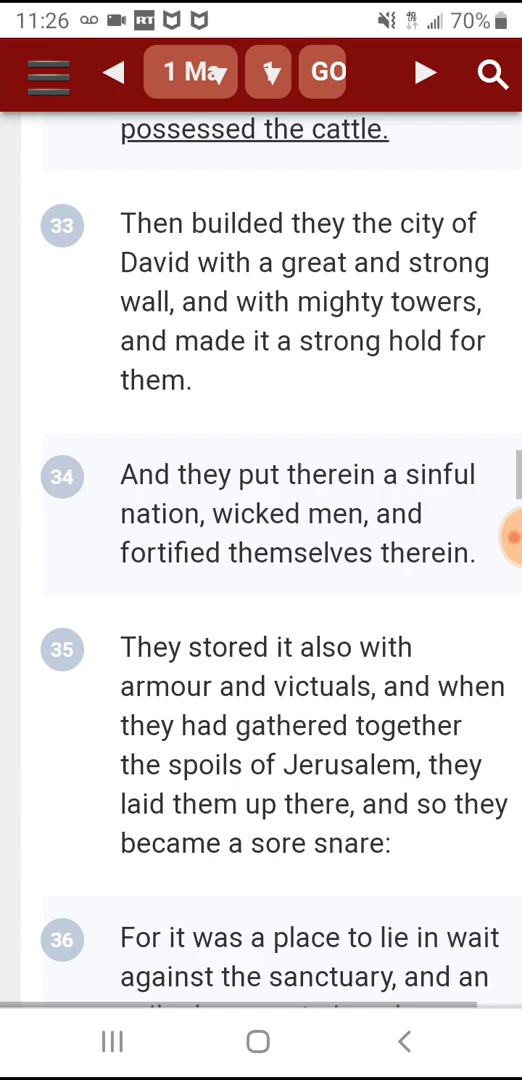 11:26 RT 70%
1 Ma 1 GO
possessed the cattle.
33 Then builded they the city of
David with a great and strong
wall, and with mighty towers,
and made it a strong hold for
them.
34 And they put therein a sinful
nation, wicked men, and
fortified themselves therein.
35 They stored it also with
armour and victuals, and when
they had gathered together
the spoils of Jerusalem, they
laid them up there, and so they
became a sore snare:
36 For it was a place to lie in wait
against the sanctuary, and an